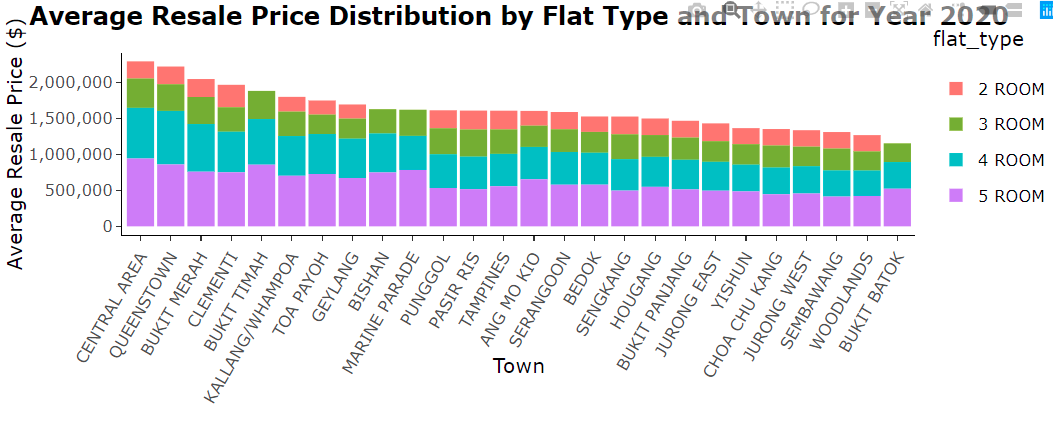 Average Resale Price Distribution by Flat Type and Town for Year 2020
Average Resale Price ($)
flat_type
2 ROOM
3 ROOM
4 ROOM
5 ROOM
2,000,000
1,500,000
1,000,000
500,000
0
CENTRAL AREA
QUEENSTOWN
BUKIT MERAH
CLEMENTI
BUKIT TIMAH
KALLANG/WHAMPOA
TOA PAYOH
GEYLANG
BISHAN
MARINE PARADE
PUNGGOL
PASIR RIS
TAMPINES
ANG MO KIO
SERANGOON
BEDOK
SENGKANG
HOUGANG
BUKIT PANJANG
JURONG EAST
YISHUN
CHOA CHU KANG
JURONG WEST
SEMBAWANG
WOODLANDS
BUKIT BATOK
Town